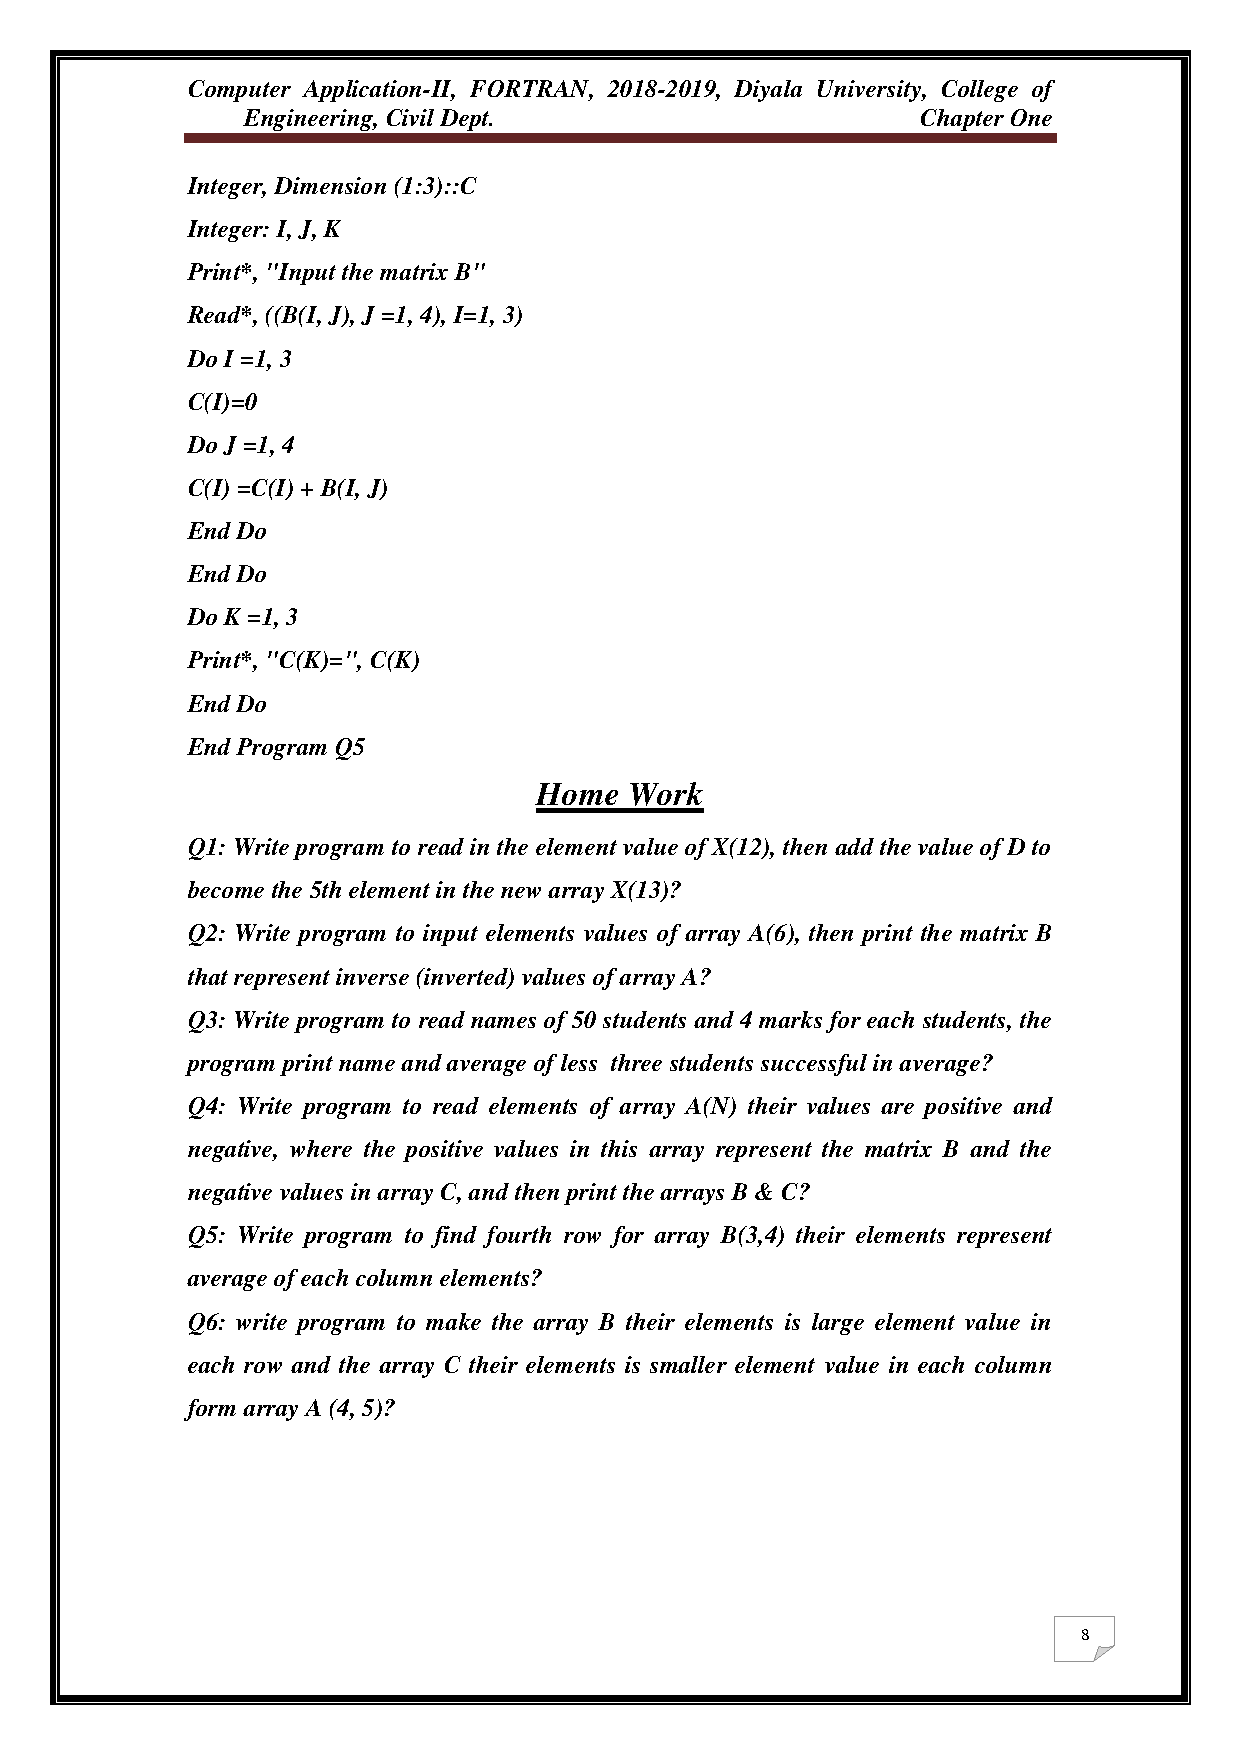 Computer Application-II, FORTRAN, 2018-2019, Diyala University, College of
Engineering, Civil Dept. Chapter One
Integer, Dimension (1:3)::C
Integer: I, J, K
Print*, "Input the matrix B"
Read*, ((B(I, J), J =1, 4), I=1, 3)
Do I =1, 3
C(I)=0
Do J =1, 4
C(I) =C(I) + B(I, J)
End Do
End Do
Do K =1, 3
Print*, "C(K)=", C(K)
End Do
End Program Q5
Home Work
Q1: Write program to read in the element value of X(12), then add the value of D to
become the 5th element in the new array X(13)?
Q2: Write program to input elements values of array A(6), then print the matrix B
that represent inverse (inverted) values of array A?
Q3: Write program to read names of 50 students and 4 marks for each students, the
program print name and average of less three students successful in average?
Q4: Write program to read elements of array A(N) their values are positive and
negative, where the positive values in this array represent the matrix B and the
negative values in array C, and then print the arrays B & C?
Q5: Write program to find fourth row for array B(3,4) their elements represent
average of each column elements?
Q6: write program to make the array B their elements is large element value in
each row and the array C their elements is smaller element value in each column
form array A (4, 5)?
8